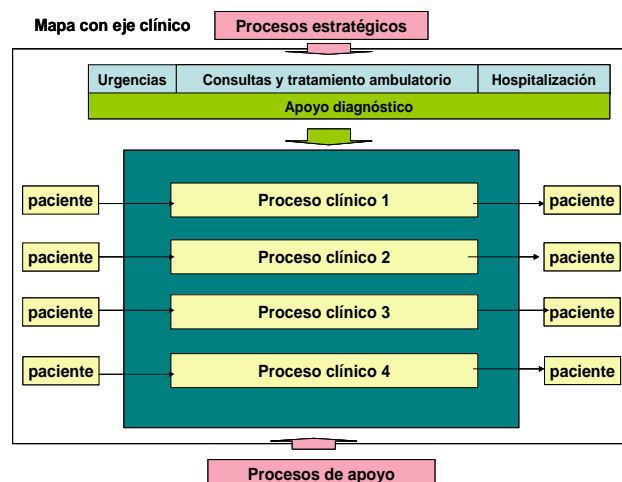 Mapa con eje clínico
Procesos estratégicos
Urgencias
Consultas y tratamiento ambulatorio
Hospitalización
Apoyo diagnóstico
paciente
Proceso clínico 1
paciente
paciente
Proceso clínico 2
paciente
paciente
Proceso clínico 3
paciente
paciente
Proceso clínico 4
paciente
Procesos de apoyo